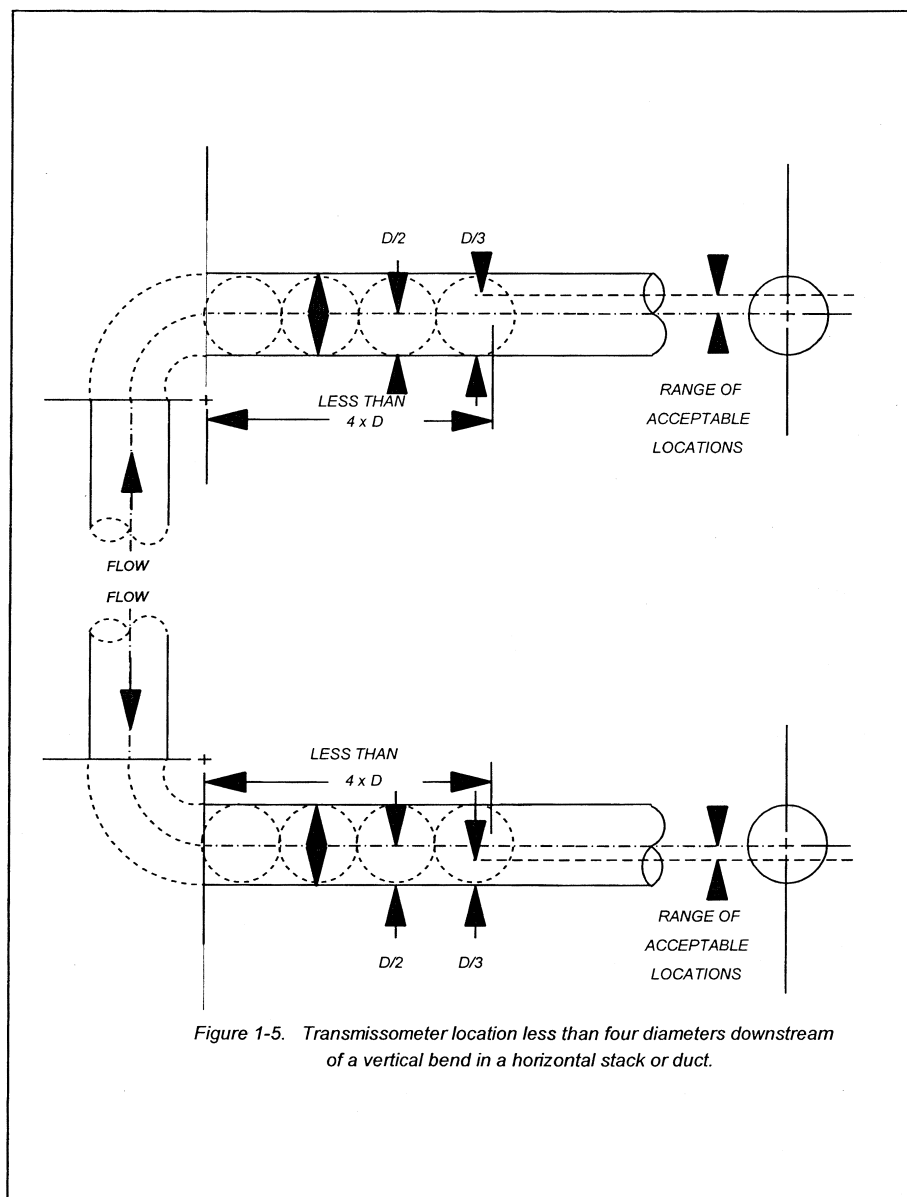 D/2
D/3
LESS THAN
4 x D
RANGE OF
ACCEPTABLE
LOCATIONS
FLOW
FLOW
LESS THAN
4 x D
RANGE OF
ACCEPTABLE
LOCATIONS
D/2
D/3
Figure 1-5. Transmissometer location less than four diameters downstream
of a vertical bend in a horizontal stack or duct.